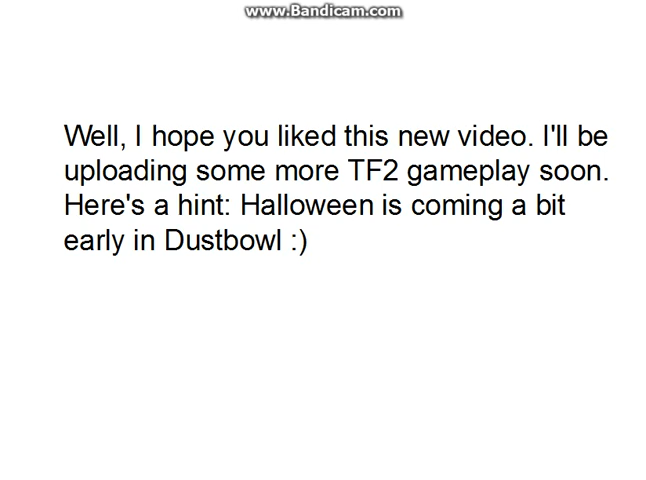 www.Bandicam.com
Well, I hope you liked this new video. I'll be
uploading some more TF2 gameplay soon.
Here's a hint: Halloween is coming a bit
early in Dustbowl :)